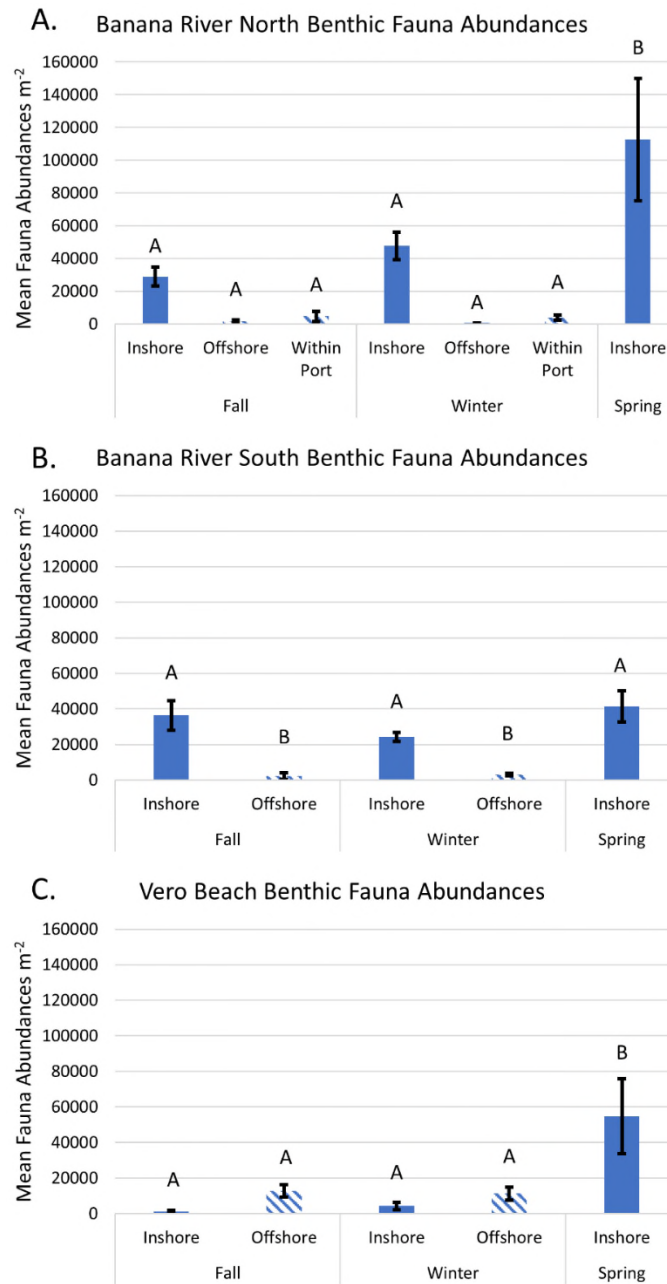 A. Banana River North Benthic Fauna Abundances
Mean Fauna Abundances m⁻²
160000
140000
120000
100000
80000
60000
40000
20000
0
A
A
A
A
A
A
B
Inshore Offshore Within Port Inshore Offshore Within Port Inshore
Fall Winter Spring
B. Banana River South Benthic Fauna Abundances
Mean Fauna Abundances m⁻²
160000
140000
120000
100000
80000
60000
40000
20000
0
A
B
A
B
A
Inshore Offshore Inshore Offshore Inshore
Fall Winter Spring
C. Vero Beach Benthic Fauna Abundances
Mean Fauna Abundances m⁻²
160000
140000
120000
100000
80000
60000
40000
20000
0
A
A
A
A
B
Inshore Offshore Inshore Offshore Inshore
Fall Winter Spring